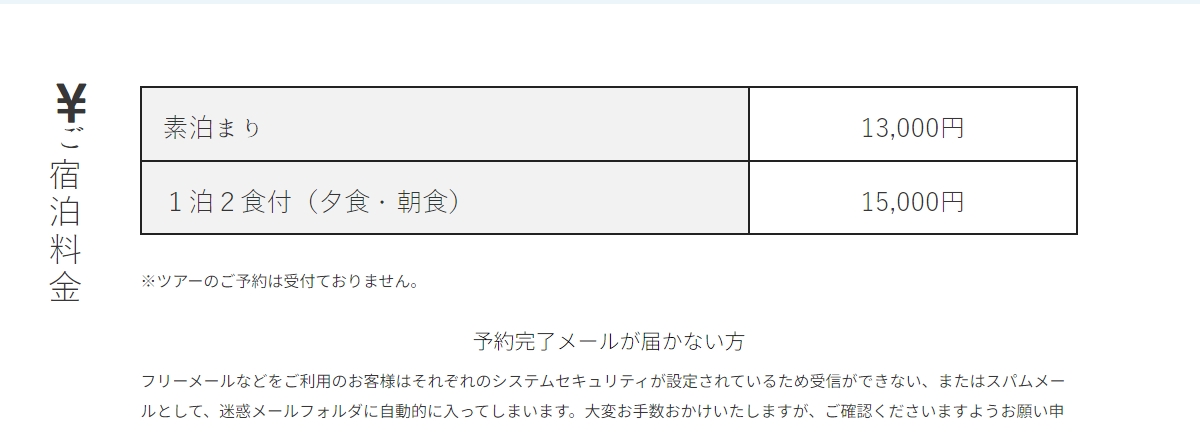 ¥
ご宿泊料金
素泊まり
13,000円
1泊2食付（夕食・朝食）
15,000円
※ツアーのご予約は受付ておりません。
予約完了メールが届かない方
フリーメールなどをご利用のお客様はそれぞれのシステムセキュリティが設定されているため受信ができない、またはスパムメー
ルとして、迷惑メールフォルダに自動的に入ってしまいます。大変お手数おかけいたしますが、ご確認くださいますようお願い申